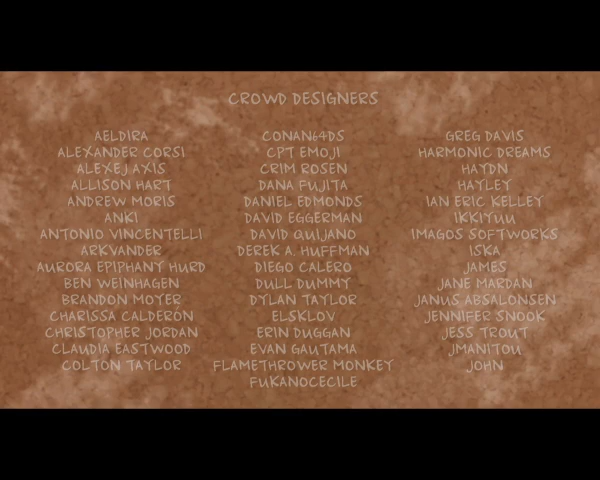 CROWD DESIGNERS
AELDIRA
ALEXANDER CORSI
ALEXEJ AXIS
ALLISON HART
ANDREW MORIS
ANKI
ANTONIO VINCENTELLI
ARKVANDER
AURORA EPIPHANY HURD
BEN WEINHAGEN
BRANDON MOYER
CHARISSA CALDERÓN
CHRISTOPHER JORDAN
CLAUDIA EASTWOOD
COLTON TAYLOR
CONAN64DS
CPT EMOJI
CRIM ROSEN
DANA FUJITA
DANIEL EDMONDS
DAVID EGGERMAN
DAVID QUIJANO
DEREK A. HUFFMAN
DIEGO CALERO
DULL DUMMY
DYLAN TAYLOR
ELSKLOV
ERIN DUGGAN
EVAN GAUTAMA
FLAMETHROWER MONKEY
FUKANOCECILE
GREG DAVIS
HARMONIC DREAMS
HAYDN
HAYLEY
IAN ERIC KELLEY
IKKIYUU
IMAGOS SOFTWORKS
ISKA
JAMES
JANE MARDAN
JANUS ABSALONSEN
JENNIFER SNOOK
JESS TROUT
JMANITOU
JOHN